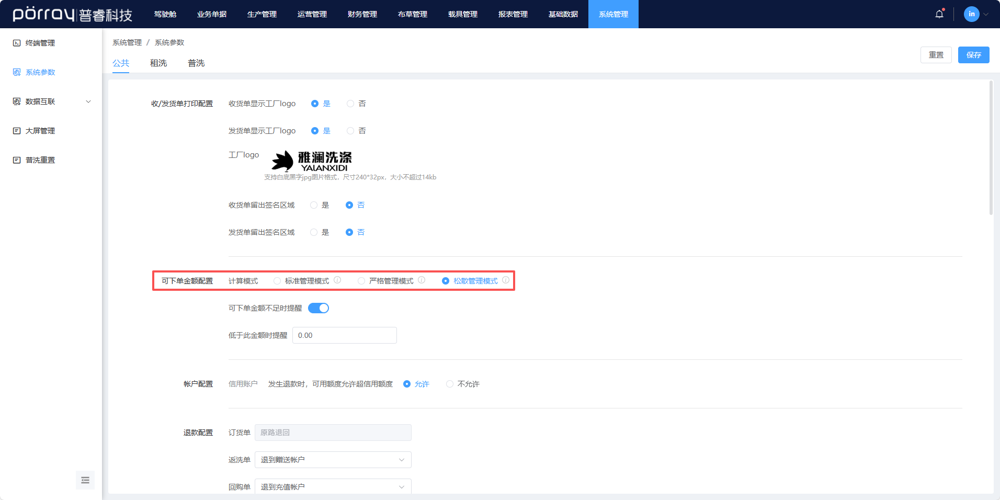 pörray|普睿科技
驾驶舱 业务单据 生产管理 运营管理 财务管理 布草管理 载具管理 报表管理 基础数据 系统管理
in
终端管理
系统参数
数据互联
大屏管理
普洗重置
系统管理 / 系统参数
公共 租洗 普洗
重置 保存
收/发货单打印配置 收货单显示工厂logo 是 否
发货单显示工厂logo 是 否
工厂logo
雅澜洗涤
YALANXIDI
支持白底黑字jpg图片格式，尺寸240*32px，大小不超过14kb
收货单留出签名区域 是 否
发货单留出签名区域 是 否
可下单金额配置 计算模式 标准管理模式 严格管理模式 松散管理模式
可下单金额不足时提醒
低于此金额时提醒 0.00
帐户配置 信用账户 发生退款时，可用额度允许超信用额度 允许 不允许
退款配置 订货单 原路退回
返洗单 退到赠送帐户
回购单 退到充值帐户